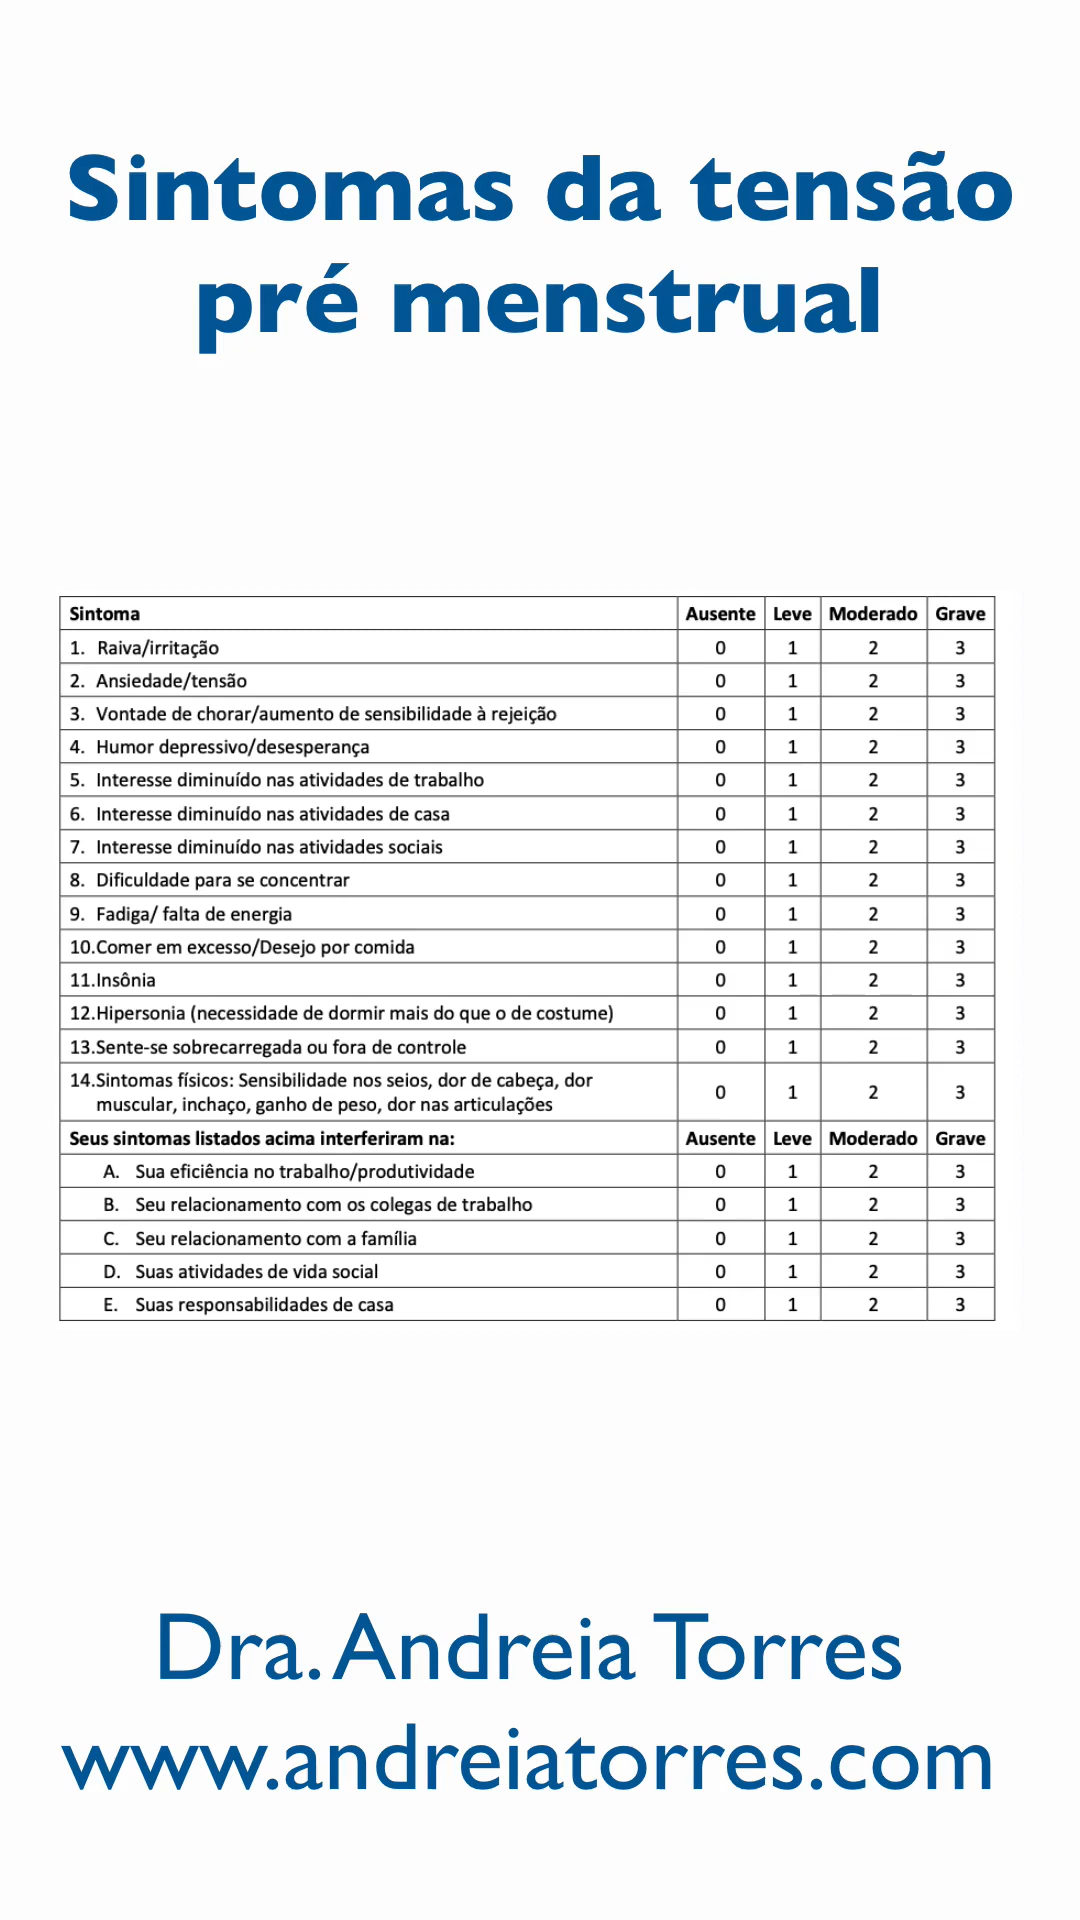 Sintomas da tensão
pré menstrual
Sintoma Ausente Leve Moderado Grave
1. Raiva/irritação 0 1 2 3
2. Ansiedade/tensão 0 1 2 3
3. Vontade de chorar/aumento de sensibilidade à rejeição 0 1 2 3
4. Humor depressivo/desesperança 0 1 2 3
5. Interesse diminuído nas atividades de trabalho 0 1 2 3
6. Interesse diminuído nas atividades de casa 0 1 2 3
7. Interesse diminuído nas atividades sociais 0 1 2 3
8. Dificuldade para se concentrar 0 1 2 3
9. Fadiga/ falta de energia 0 1 2 3
10.Comer em excesso/Desejo por comida 0 1 2 3
11.Insônia 0 1 2 3
12.Hipersonia (necessidade de dormir mais do que o de costume) 0 1 2 3
13.Sente-se sobrecarregada ou fora de controle 0 1 2 3
14.Sintomas físicos: Sensibilidade nos seios, dor de cabeça, dor
muscular, inchaço, ganho de peso, dor nas articulações 0 1 2 3
Seus sintomas listados acima interferiram na: Ausente Leve Moderado Grave
A. Sua eficiência no trabalho/produtividade 0 1 2 3
B. Seu relacionamento com os colegas de trabalho 0 1 2 3
C. Seu relacionamento com a família 0 1 2 3
D. Suas atividades de vida social 0 1 2 3
E. Suas responsabilidades de casa 0 1 2 3
Dra. Andreia Torres
www.andreiatorres.com